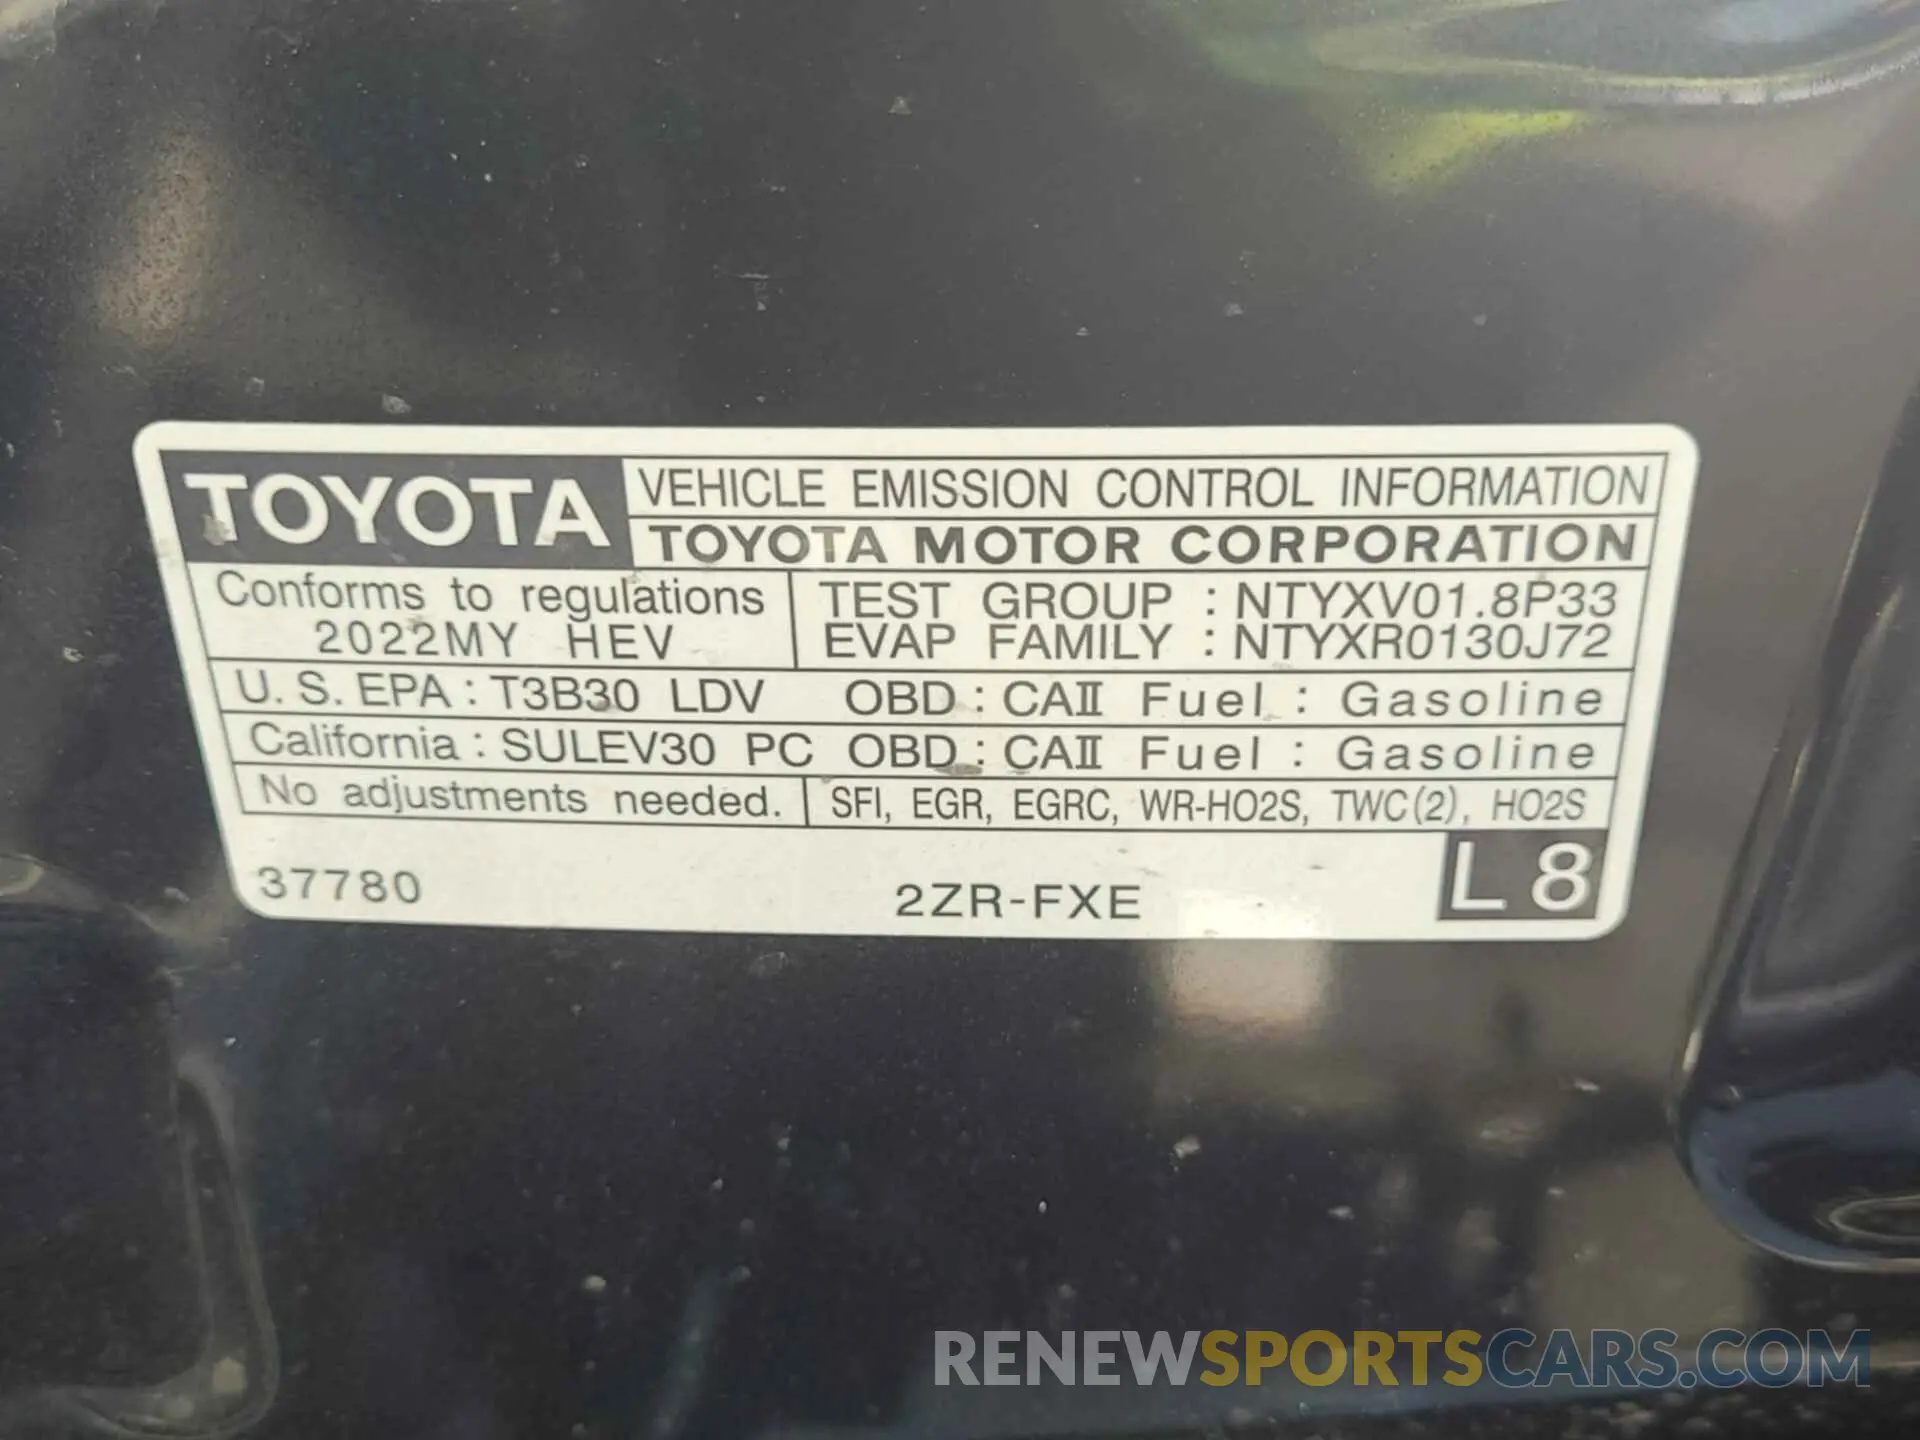 TOYOTA VEHICLE EMISSION CONTROL INFORMATION
TOYOTA MOTOR CORPORATION
Conforms to regulations TEST GROUP : NTYXV01.8P33
2022MY HEV EVAP FAMILY : NTYXR0130J72
U. S. EPA : T3B30 LDV OBD : CAⅡ Fuel : Gasoline
California : SULEV30 PC OBD : CAⅡ Fuel : Gasoline
No adjustments needed. SFI, EGR, EGRC, WR-HO2S, TWC(2), HO2S
37780 2ZR-FXE L 8
RENEWSPORTSCARS.COM